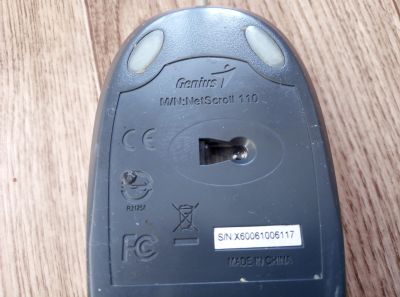 Genius
M/N:NetScroll 110
CE
FC
S/N:X60061006117
MADE IN CHINA